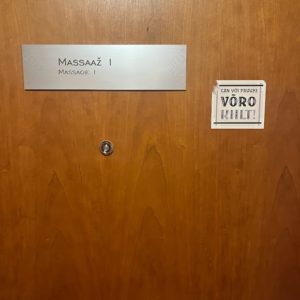 MASSAAŽ 1
MASSAGE 1
VÕRO
KIILT!